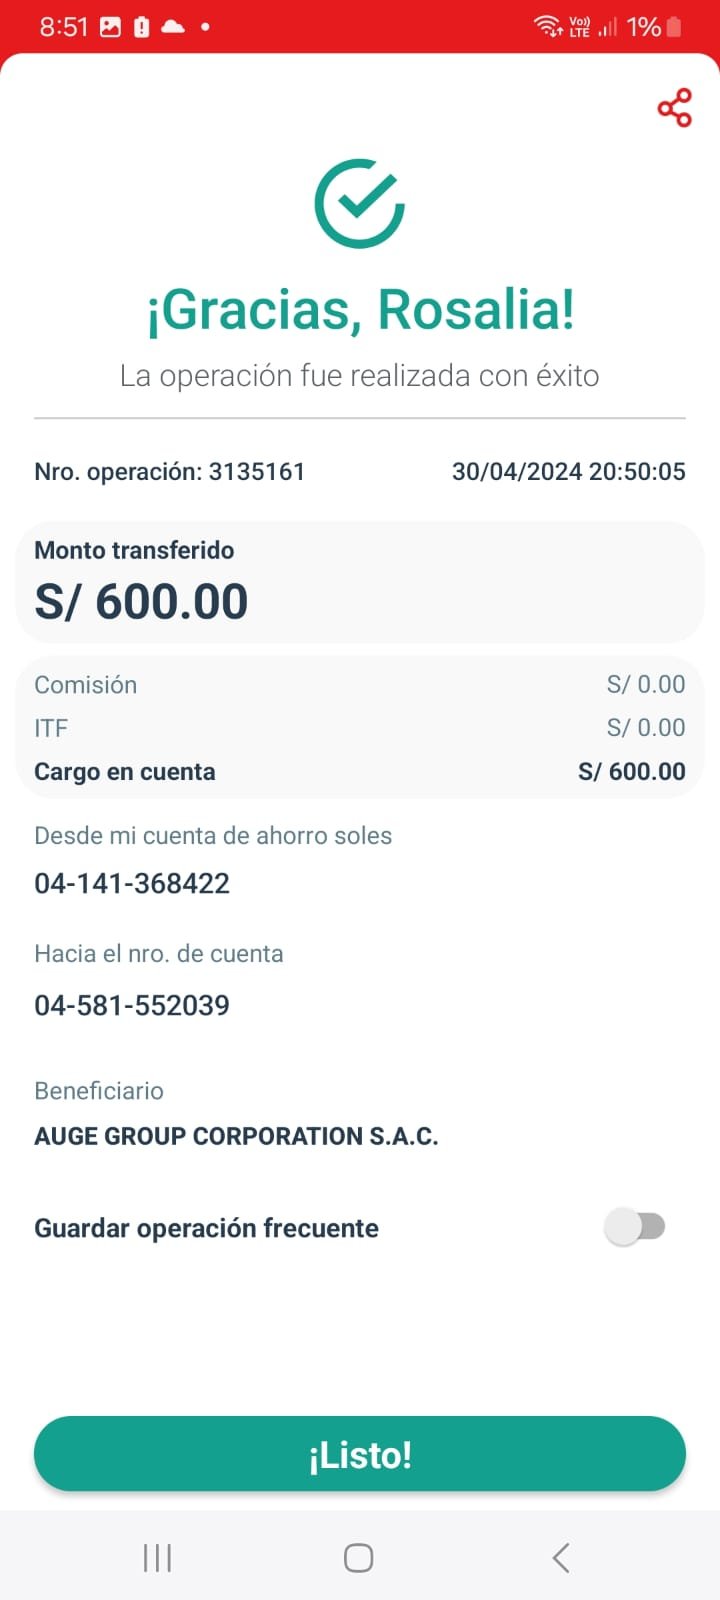 8:51
Vo)) LTE 1%
¡Gracias, Rosalia!
La operación fue realizada con éxito
Nro. operación: 3135161 30/04/2024 20:50:05
Monto transferido
S/ 600.00
Comisión S/ 0.00
ITF S/ 0.00
Cargo en cuenta S/ 600.00
Desde mi cuenta de ahorro soles
04-141-368422
Hacia el nro. de cuenta
04-581-552039
Beneficiario
AUGE GROUP CORPORATION S.A.C.
Guardar operación frecuente
¡Listo!